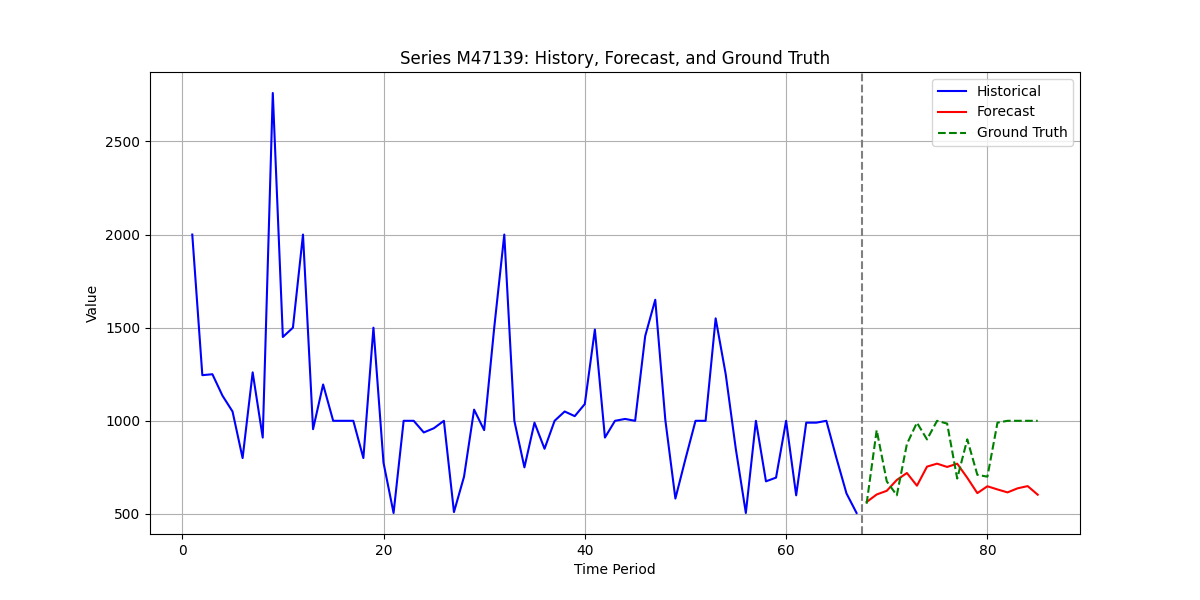 Series M47139: History, Forecast, and Ground Truth
Historical
Forecast
Ground Truth
Value
2500
2000
1500
1000
500
0 20 40 60 80
Time Period